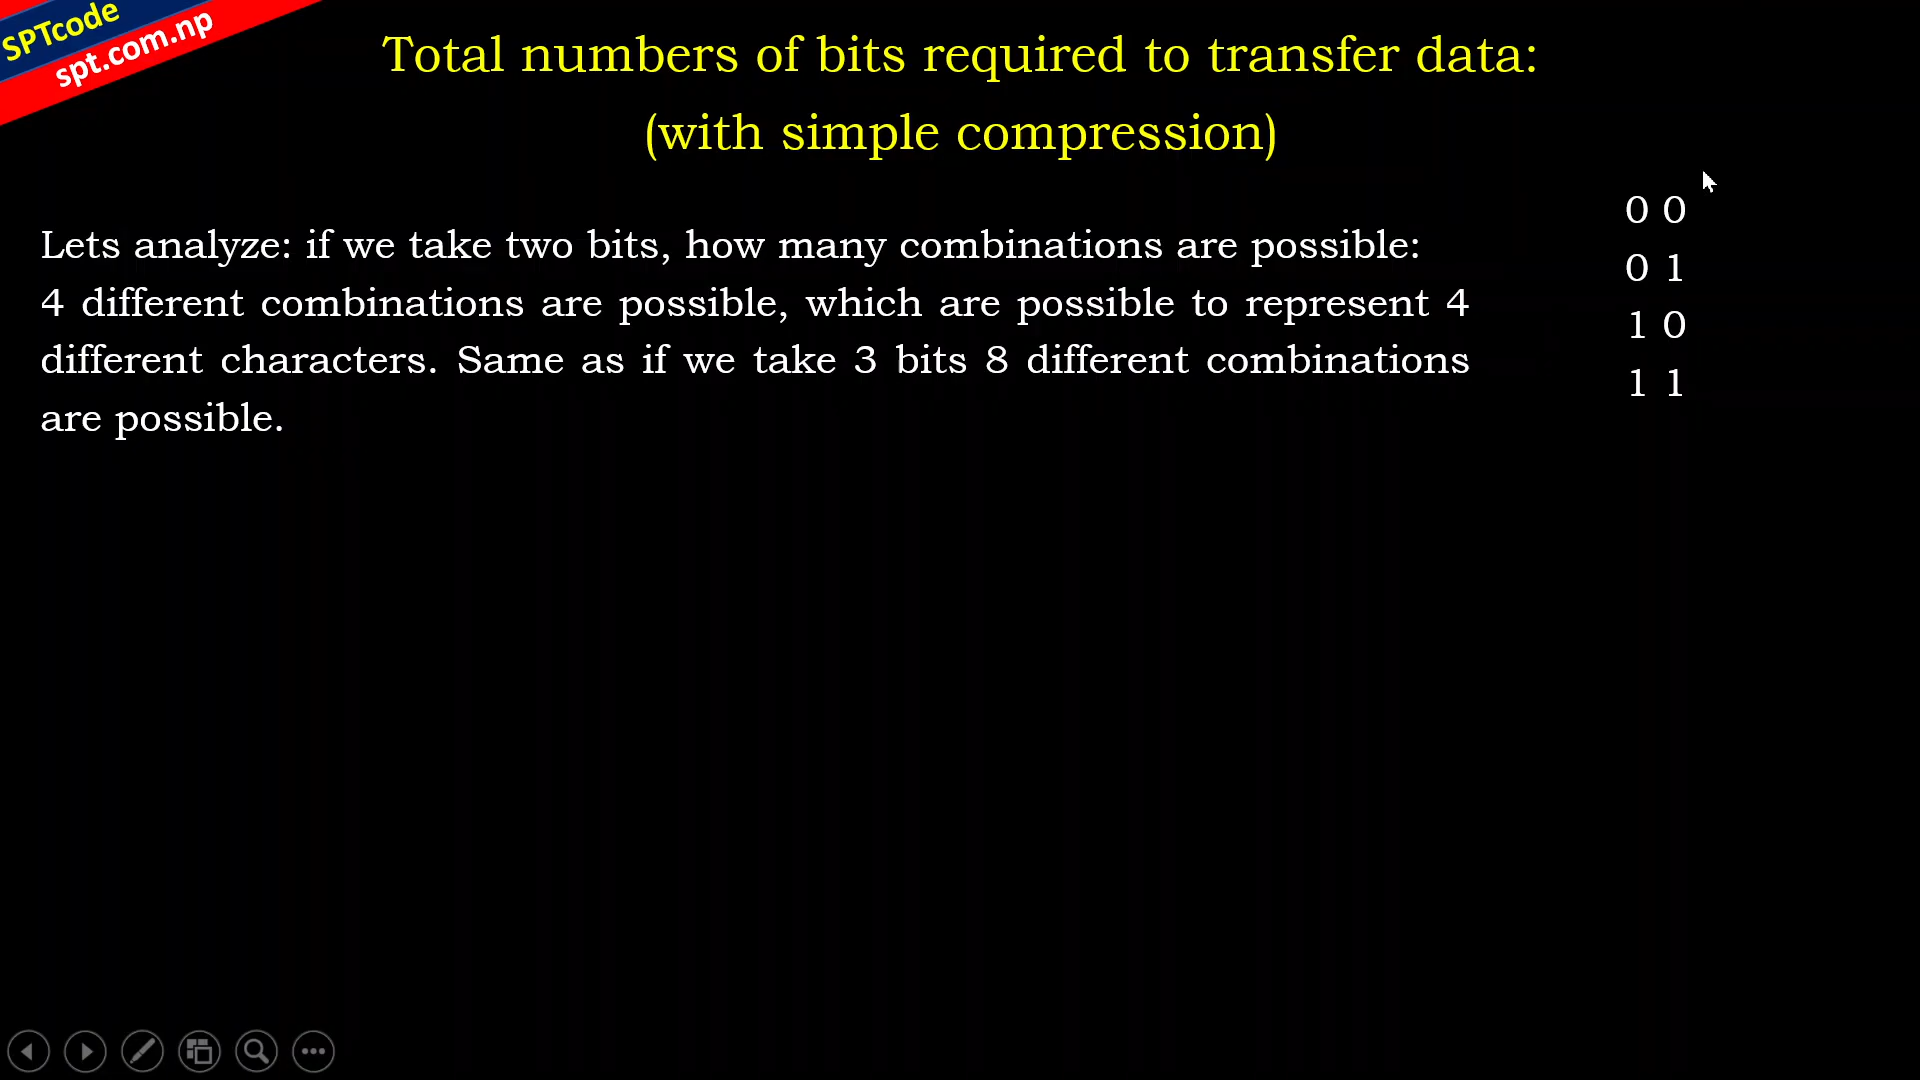 SPTcode
spt.com.np
Total numbers of bits required to transfer data:
(with simple compression)
Lets analyze: if we take two bits, how many combinations are possible:
4 different combinations are possible, which are possible to represent 4
different characters. Same as if we take 3 bits 8 different combinations
are possible.
0 0
0 1
1 0
1 1